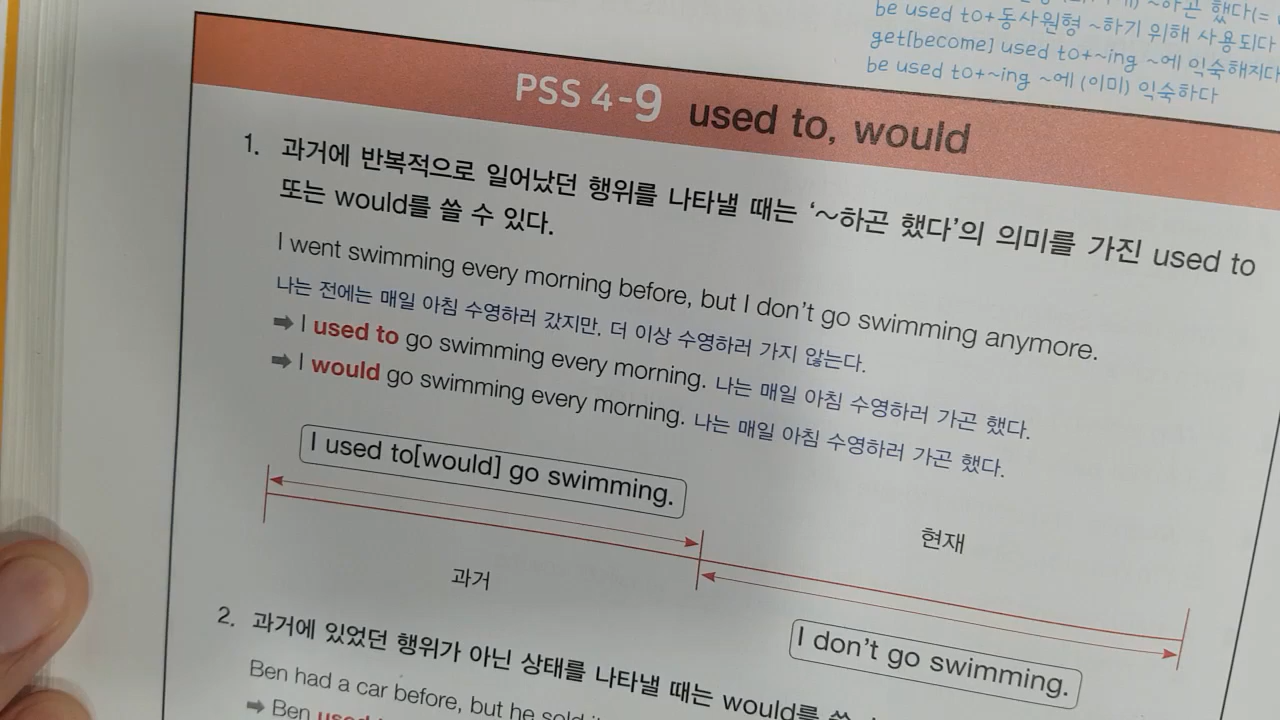 ~하곤 했다(=
be used to+동사원형 ~하기 위해 사용되다
get[become] used to+~ing ~에 익숙해지다
be used to+~ing ~에 (이미) 익숙하다
PSS 4-9 used to, would
1. 과거에 반복적으로 일어났던 행위를 나타낼 때는 ‘~하곤 했다’의 의미를 가진 used to
또는 would를 쓸 수 있다.
I went swimming every morning before, but I don’t go swimming anymore.
나는 전에는 매일 아침 수영하러 갔지만, 더 이상 수영하러 가지 않는다.
➡ I used to go swimming every morning. 나는 매일 아침 수영하러 가곤 했다.
➡ I would go swimming every morning. 나는 매일 아침 수영하러 가곤 했다.
I used to[would] go swimming.
현재
과거
I don’t go swimming.
2. 과거에 있었던 행위가 아닌 상태를 나타낼 때는 would를 쓸
Ben had a car before, but he sold
➡ Ben used